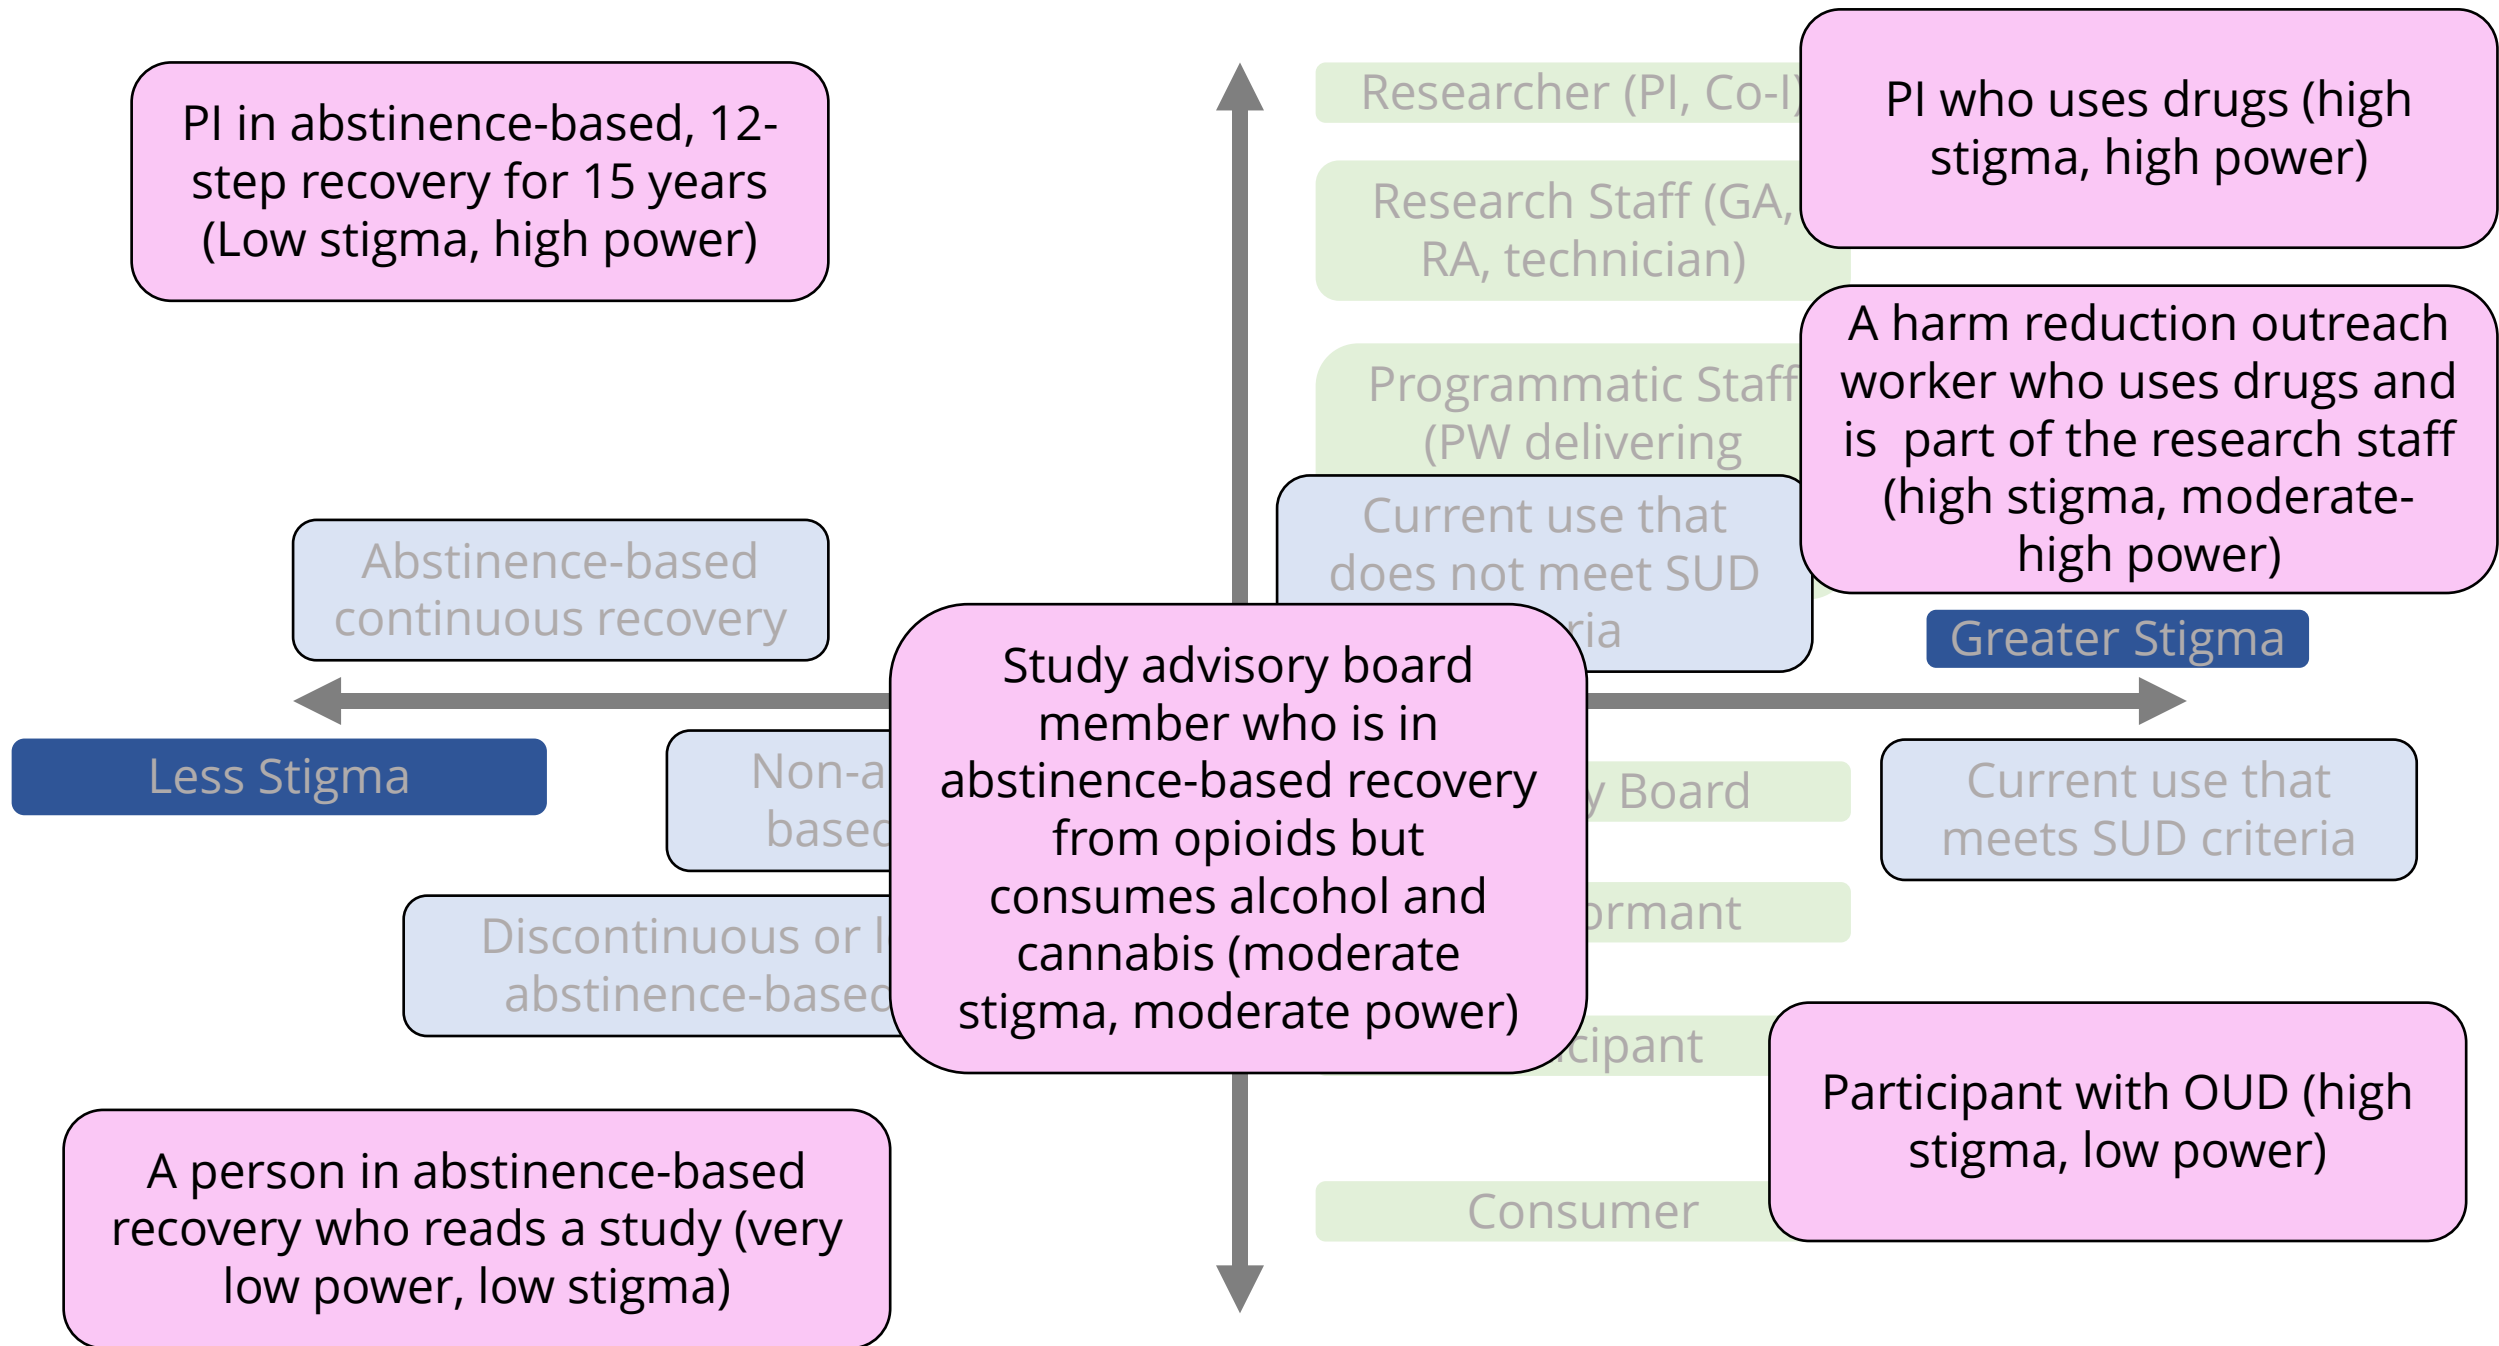 PI in abstinence-based, 12-
step recovery for 15 years
(Low stigma, high power)
Researcher (PI, Co-I)
PI who uses drugs (high
stigma, high power)
Research Staff (GA,
RA, technician)
A harm reduction outreach
worker who uses drugs and
is  part of the research staff
(high stigma, moderate-
high power)
Programmatic Staff
(PW delivering
Current use that
does not meet SUD
Abstinence-based
continuous recovery
Greater Stigma
Study advisory board
member who is in
abstinence-based recovery
from opioids but
consumes alcohol and
cannabis (moderate
stigma, moderate power)
Less Stigma
Board
Current use that
meets SUD criteria
Discontinuous or
abstinence-based
Participant with OUD (high
stigma, low power)
A person in abstinence-based
recovery who reads a study (very
low power, low stigma)
Consumer